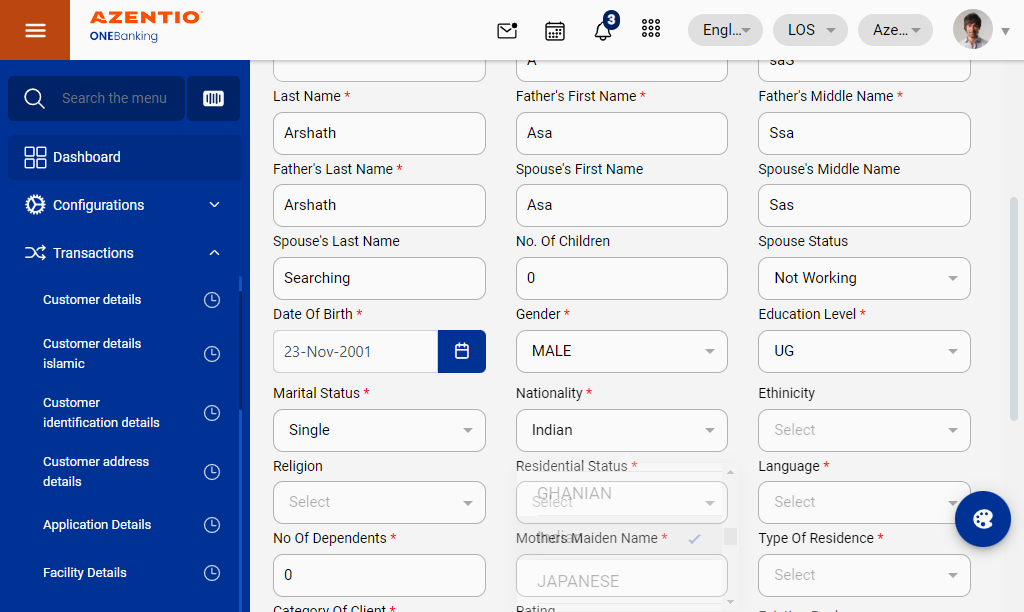 AZENTIO
ONEBanking
3
Engl...
LOS
Aze...
Search the menu
Dashboard
Configurations
Transactions
Customer details
Customer details
islamic
Customer
identification details
Customer address
details
Application Details
Facility Details
A
saS
Last Name *
Father's First Name *
Father's Middle Name *
Arshath
Asa
Ssa
Father's Last Name *
Spouse's First Name
Spouse's Middle Name
Arshath
Asa
Sas
Spouse's Last Name
No. Of Children
Spouse Status
Searching
0
Not Working
Date Of Birth *
Gender *
Education Level *
23-Nov-2001
MALE
UG
Marital Status *
Nationality *
Ethinicity
Single
Indian
Select
Religion
Residential Status *
Language *
Select
GHANIAN
Select
Select
No Of Dependents *
Indian
Mothers Maiden Name *
Type Of Residence *
0
JAPANESE
Select
Category Of Client *
Rating